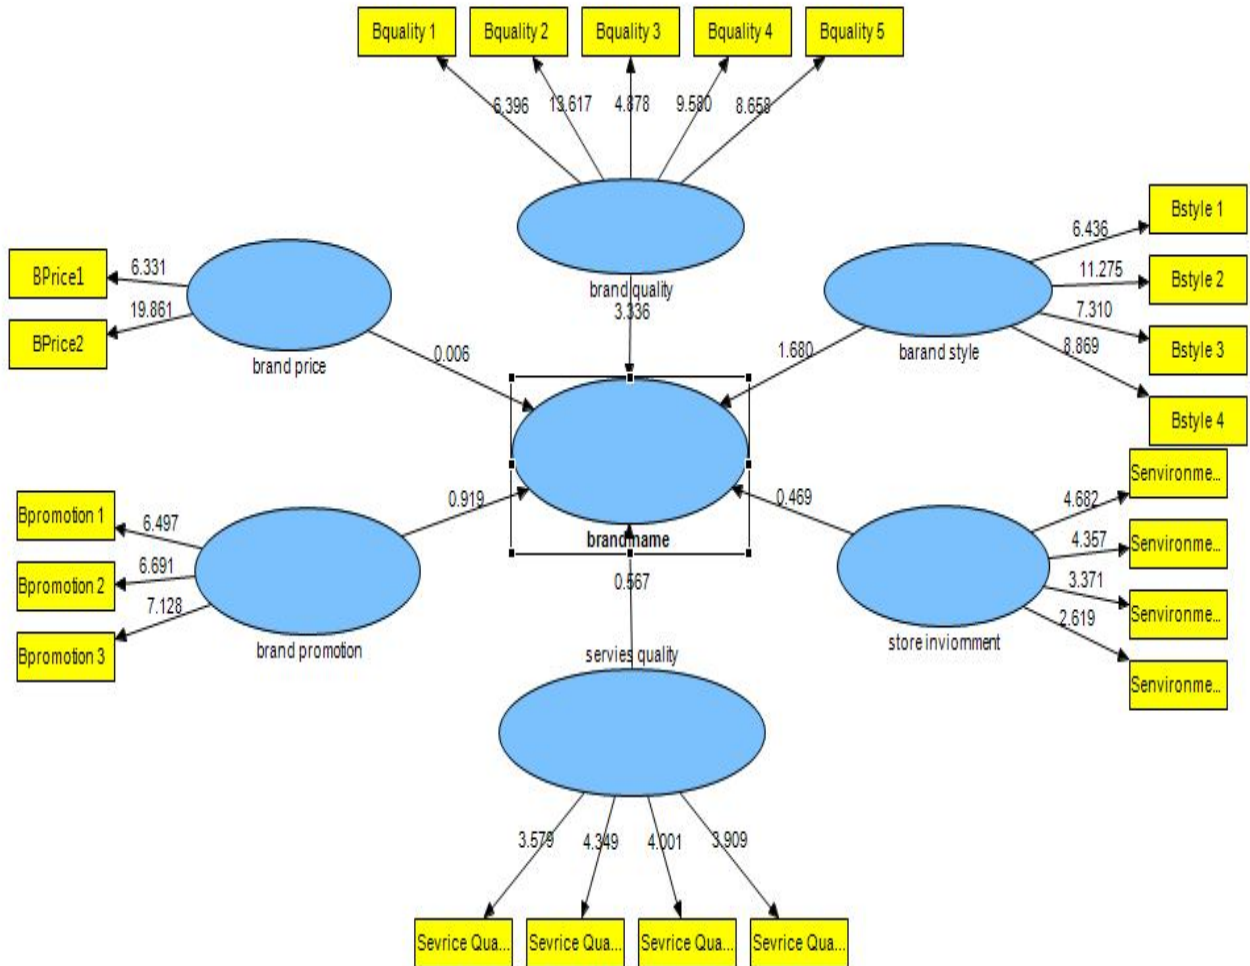 Bquality 1
Bquality 2
Bquality 3
Bquality 4
Bquality 5
6.396
13.617
4.878
9.580
8.658
Bstyle 1
Bstyle 2
Bstyle 3
Bstyle 4
6.436
11.275
7.310
8.869
BPrice1
BPrice2
6.331
19.861
brand quality
3.336
brand price
0.006
barand style
1.680
brand name
0.919
0.469
0.567
Bpromotion 1
Bpromotion 2
Bpromotion 3
6.497
6.691
7.128
brand promotion
Senvironme...
Senvironme...
Senvironme...
Senvironme...
4.682
4.357
3.371
2.619
store inviornment
servies quality
3.579
4.349
4.001
3.909
Sevrice Qua...
Sevrice Qua...
Sevrice Qua...
Sevrice Qua...